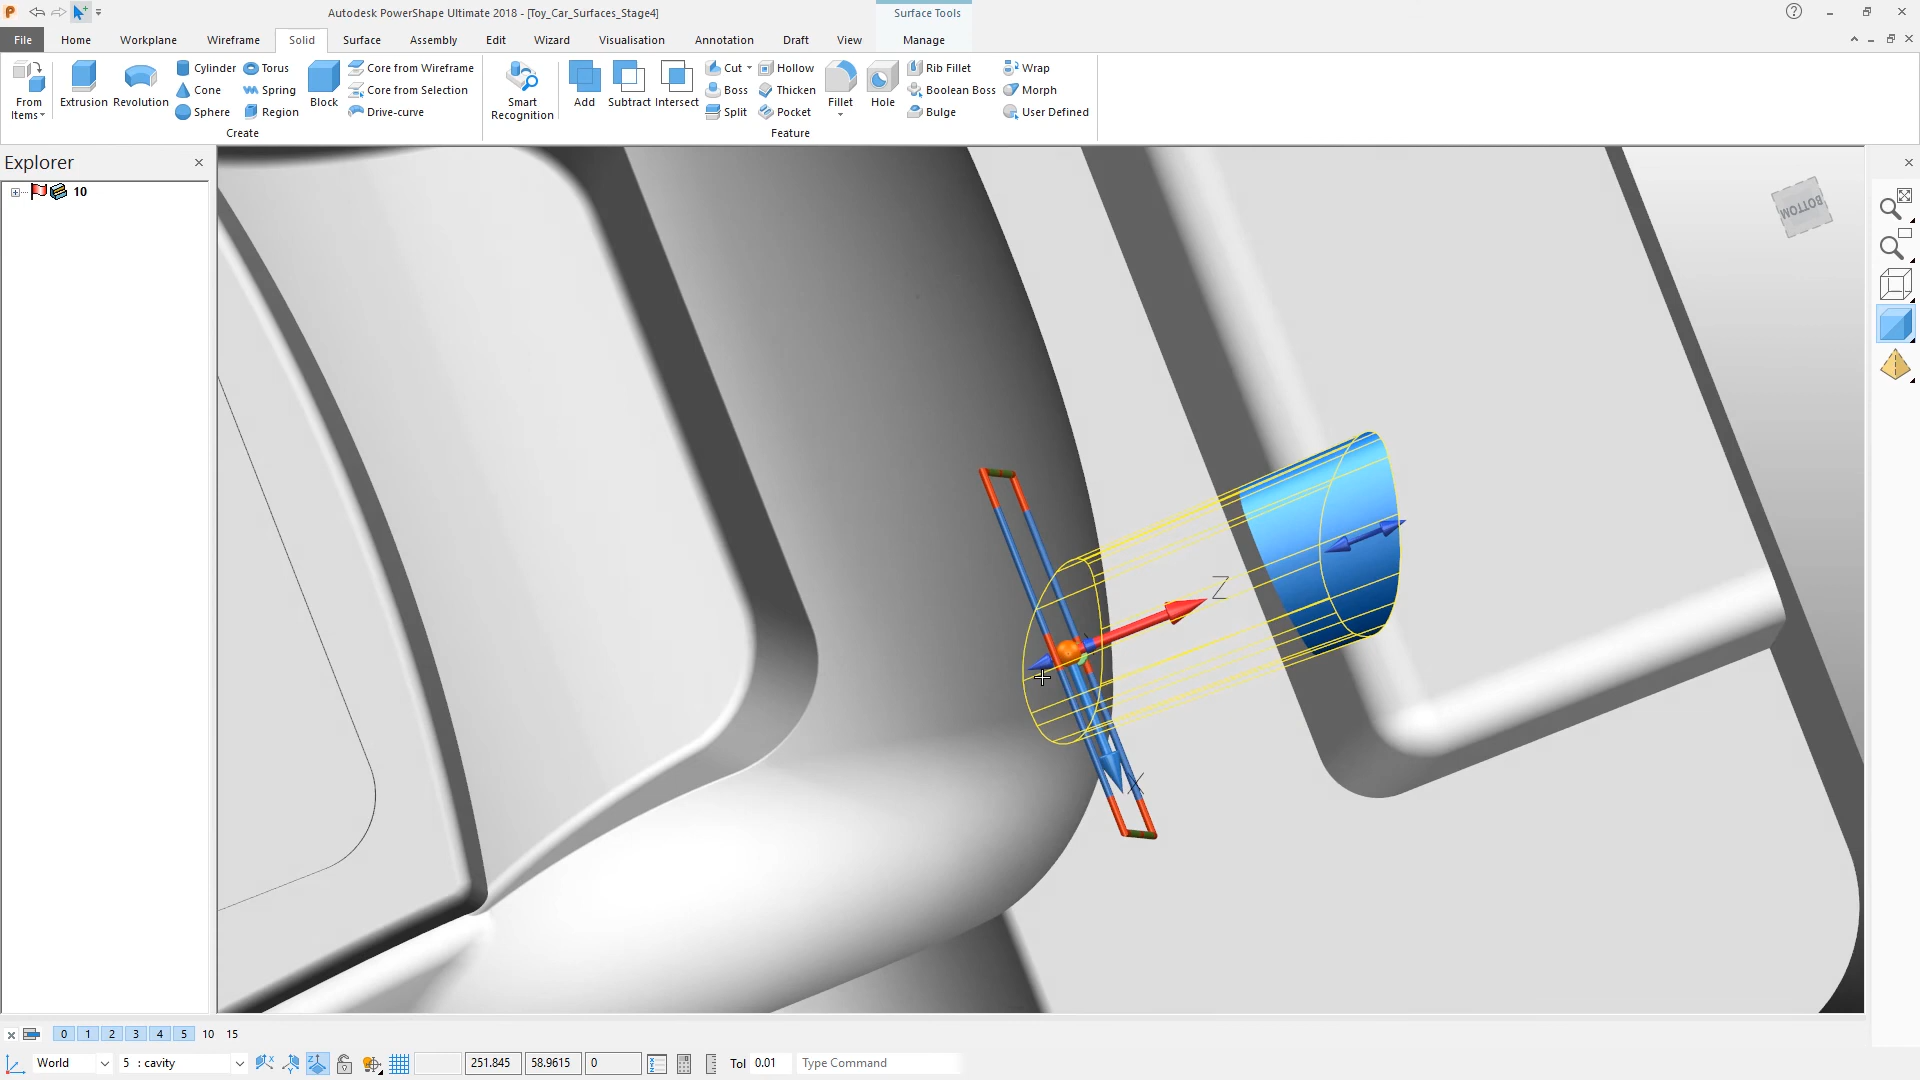 Autodesk PowerShape Ultimate 2018 - [Toy_Car_Surfaces_Stage4]
Surface Tools
File Home Workplane Wireframe Solid Surface Assembly Edit Wizard Visualisation Annotation Draft View Manage
From Items
Extrusion
Revolution
Cylinder
Cone
Sphere
Torus
Spring
Region
Block
Core from Wireframe
Core from Selection
Drive-curve
Create
Smart Recognition
Add
Subtract
Intersect
Cut
Boss
Split
Hollow
Thicken
Pocket
Fillet
Hole
Rib Fillet
Boolean Boss
Bulge
Wrap
Morph
User Defined
Feature
Explorer
10
BOTTOM
Z
X
0 1 2 3 4 5 10 15
World 5 : cavity 251.845 58.9615 0 Tol 0.01 Type Command